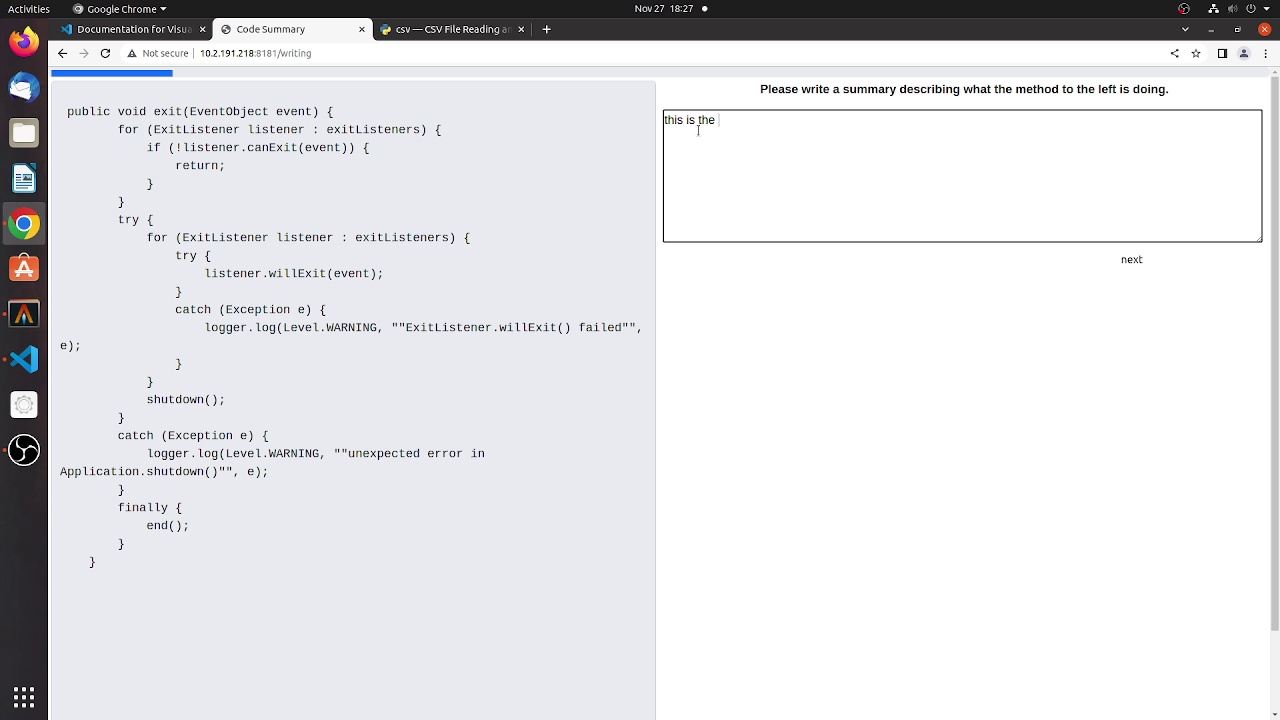 Activities
Google Chrome
Nov 27 18:27
Documentation for Visua
Code Summary
csv — CSV File Reading an
Not secure
10.2.191.218:8181/writing
public void exit(EventObject event) {
for (ExitListener listener : exitListeners) {
if (!listener.canExit(event)) {
return;
}
}
try {
for (ExitListener listener : exitListeners) {
try {
listener.willExit(event);
}
catch (Exception e) {
logger.log(Level.WARNING, ""ExitListener.willExit() failed"",
e);
}
}
shutdown();
}
catch (Exception e) {
logger.log(Level.WARNING, ""unexpected error in
Application.shutdown()"", e);
}
finally {
end();
}
}
Please write a summary describing what the method to the left is doing.
this is the
next